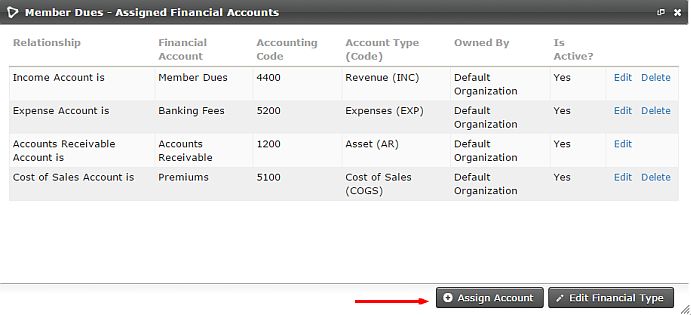 Member Dues - Assigned Financial Accounts
Relationship Financial Account Accounting Code Account Type (Code) Owned By Is Active?
Income Account is Member Dues 4400 Revenue (INC) Default Organization Yes Edit Delete
Expense Account is Banking Fees 5200 Expenses (EXP) Default Organization Yes Edit Delete
Accounts Receivable Account is Accounts Receivable 1200 Asset (AR) Default Organization Yes Edit
Cost of Sales Account is Premiums 5100 Cost of Sales (COGS) Default Organization Yes Edit Delete
Assign Account Edit Financial Type